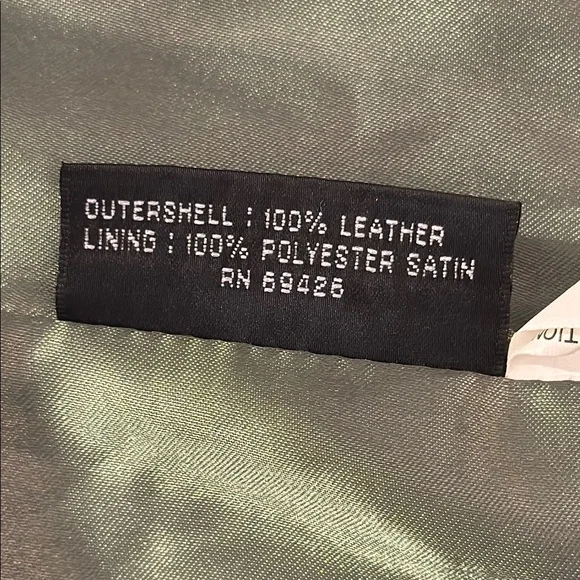 OUTERSHELL : 100% LEATHER
LINING : 100% POLYESTER SATIN
RN 69426